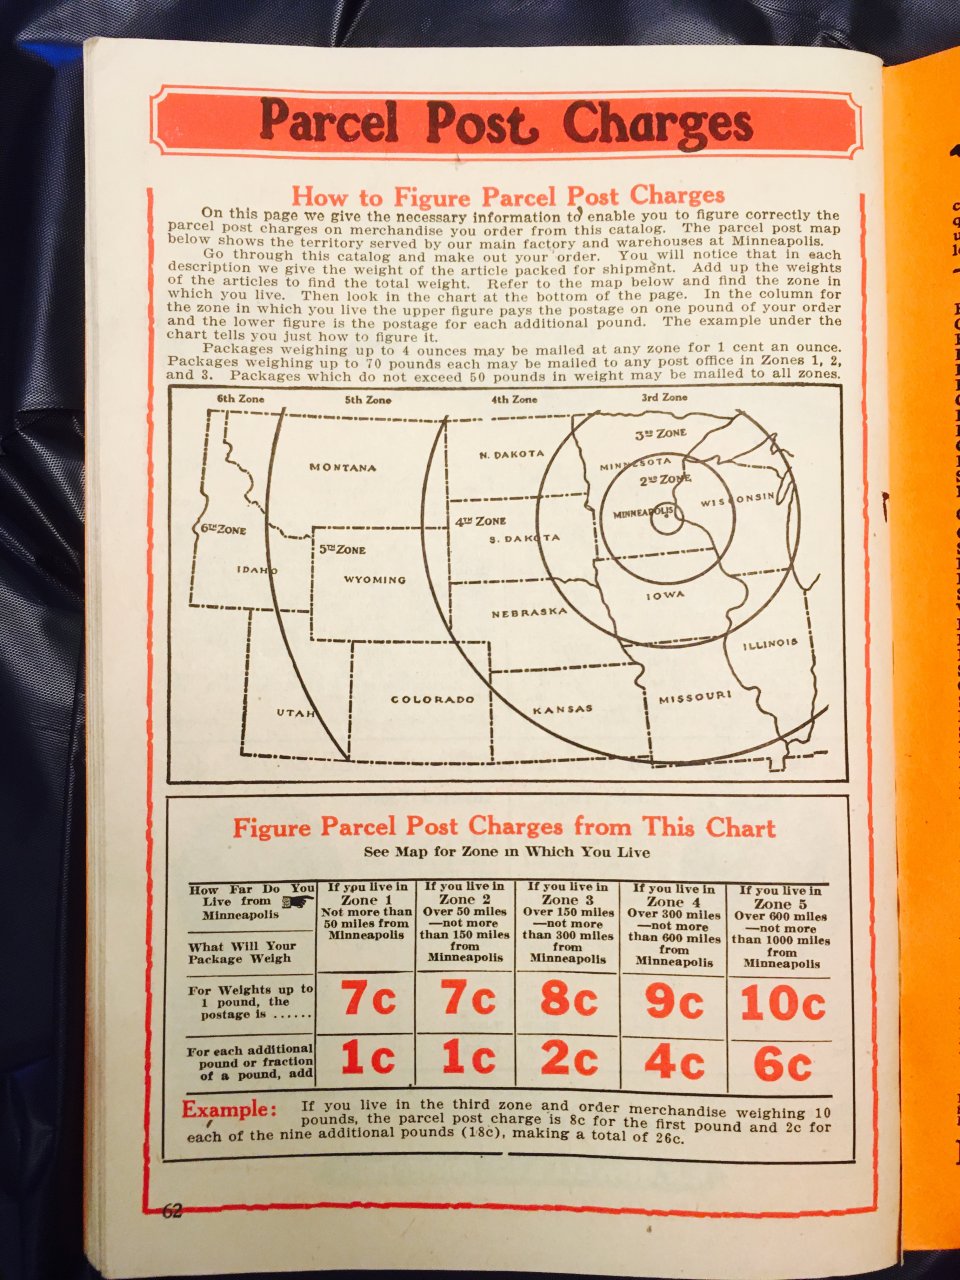 Parcel Post Charges
How to Figure Parcel Post Charges
On this page we give the necessary information to enable you to figure correctly the
parcel post charges on merchandise you order from this catalog. The parcel post map
below shows the territory served by our main factory and warehouses at Minneapolis.
Go through this catalog and make out your order. You will notice that in each
description we give the weight of the article packed for shipment. Add up the weights
of the articles to find the total weight. Refer to the map below and find the zone in
which you live. Then look in the chart at the bottom of the page. In the column for
the zone in which you live the upper figure pays the postage on one pound of your order
and the lower figure is the postage for each additional pound. The example under the
chart tells you just how to figure it.
Packages weighing up to 4 ounces may be mailed at any zone for 1 cent an ounce.
Packages weighing up to 70 pounds each may be mailed to any post office in Zones 1, 2,
and 3. Packages which do not exceed 50 pounds in weight may be mailed to all zones.
6th Zone 5th Zone 4th Zone 3rd Zone
3RD ZONE
N. DAKOTA
MONTANA
MINNESOTA
2ND ZONE
WISCONSIN
MINNEAPOLIS
4TH ZONE
6TH ZONE
S. DAKOTA
5TH ZONE
IDAHO
WYOMING
IOWA
NEBRASKA
ILLINOIS
COLORADO
MISSOURI
KANSAS
UTAH
Figure Parcel Post Charges from This Chart
See Map for Zone in Which You Live
How Far Do You
Live from
Minneapolis
If you live in
Zone 1
Not more than
50 miles from
Minneapolis
If you live in
Zone 2
Over 50 miles
—not more
than 150 miles
from
Minneapolis
If you live in
Zone 3
Over 150 miles
—not more
than 300 miles
from
Minneapolis
If you live in
Zone 4
Over 300 miles
—not more
than 600 miles
from
Minneapolis
If you live in
Zone 5
Over 600 miles
—not more
than 1000 miles
from
Minneapolis
What Will Your
Package Weigh
For Weights up to
1 pound, the
postage is ......
7c 7c 8c 9c 10c
For each additional
pound or fraction
of a pound, add
1c 1c 2c 4c 6c
Example: If you live in the third zone and order merchandise weighing 10
pounds, the parcel post charge is 8c for the first pound and 2c for
each of the nine additional pounds (18c), making a total of 26c.
62